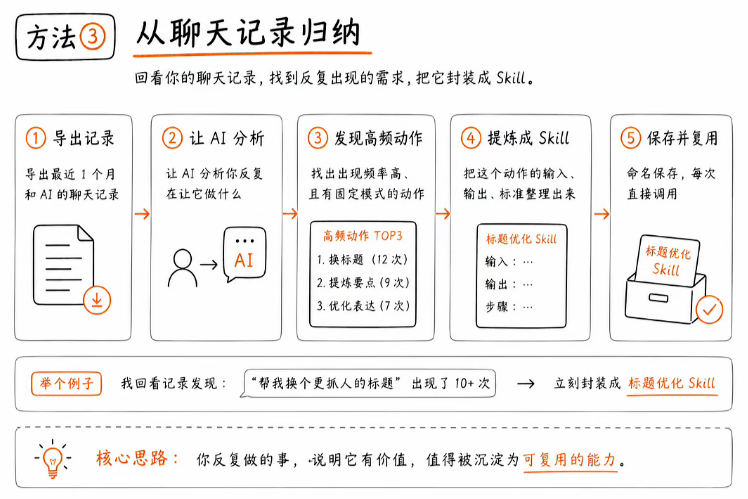 方法③
从聊天记录归纳
回看你的聊天记录，找到反复出现的需求，把它封装成 Skill。
① 导出记录
导出最近 1 个月
和 AI 的聊天记录
② 让 AI 分析
让 AI 分析你反复
在让它做什么
AI
③ 发现高频动作
找出出现频率高、
且有固定模式的动作
高频动作 TOP3
1. 换标题（12 次）
2. 提炼要点（9 次）
3. 优化表达（7 次）
④ 提炼成 Skill
把这个动作的输入、
输出、标准整理出来
标题优化 Skill
输入：…
输出：…
步骤：…
⑤ 保存并复用
命名保存，每次
直接调用
标题优化
Skill
举个例子 我回看记录发现： “帮我换个更抓人的标题” 出现了 10+ 次 → 立刻封装成 标题优化 Skill
核心思路： 你反复做的事，说明它有价值，值得被沉淀为可复用的能力。